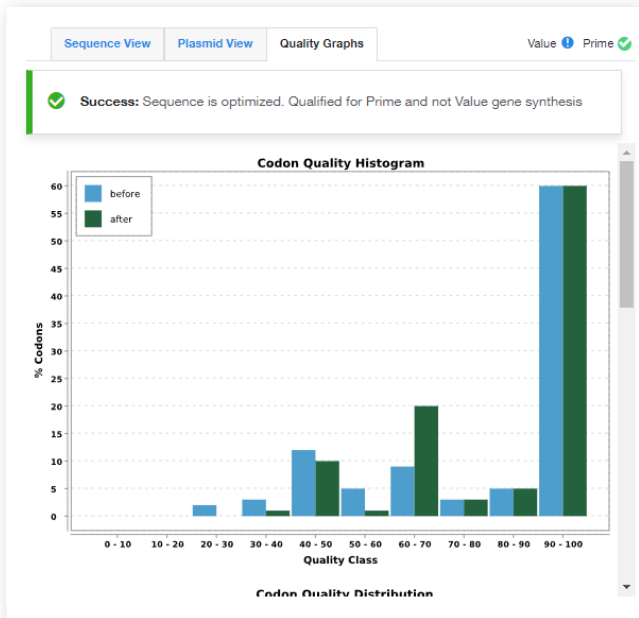 Sequence View Plasmid View Quality Graphs Value Prime
Success: Sequence is optimized. Qualified for Prime and not Value gene synthesis
Codon Quality Histogram
before
after
60
55
50
45
40
35
30
25
20
15
10
5
0
% Codons
0 - 10 10 - 20 20 - 30 30 - 40 40 - 50 50 - 60 60 - 70 70 - 80 80 - 90 90 - 100
Quality Class
Codon Quality Distribution